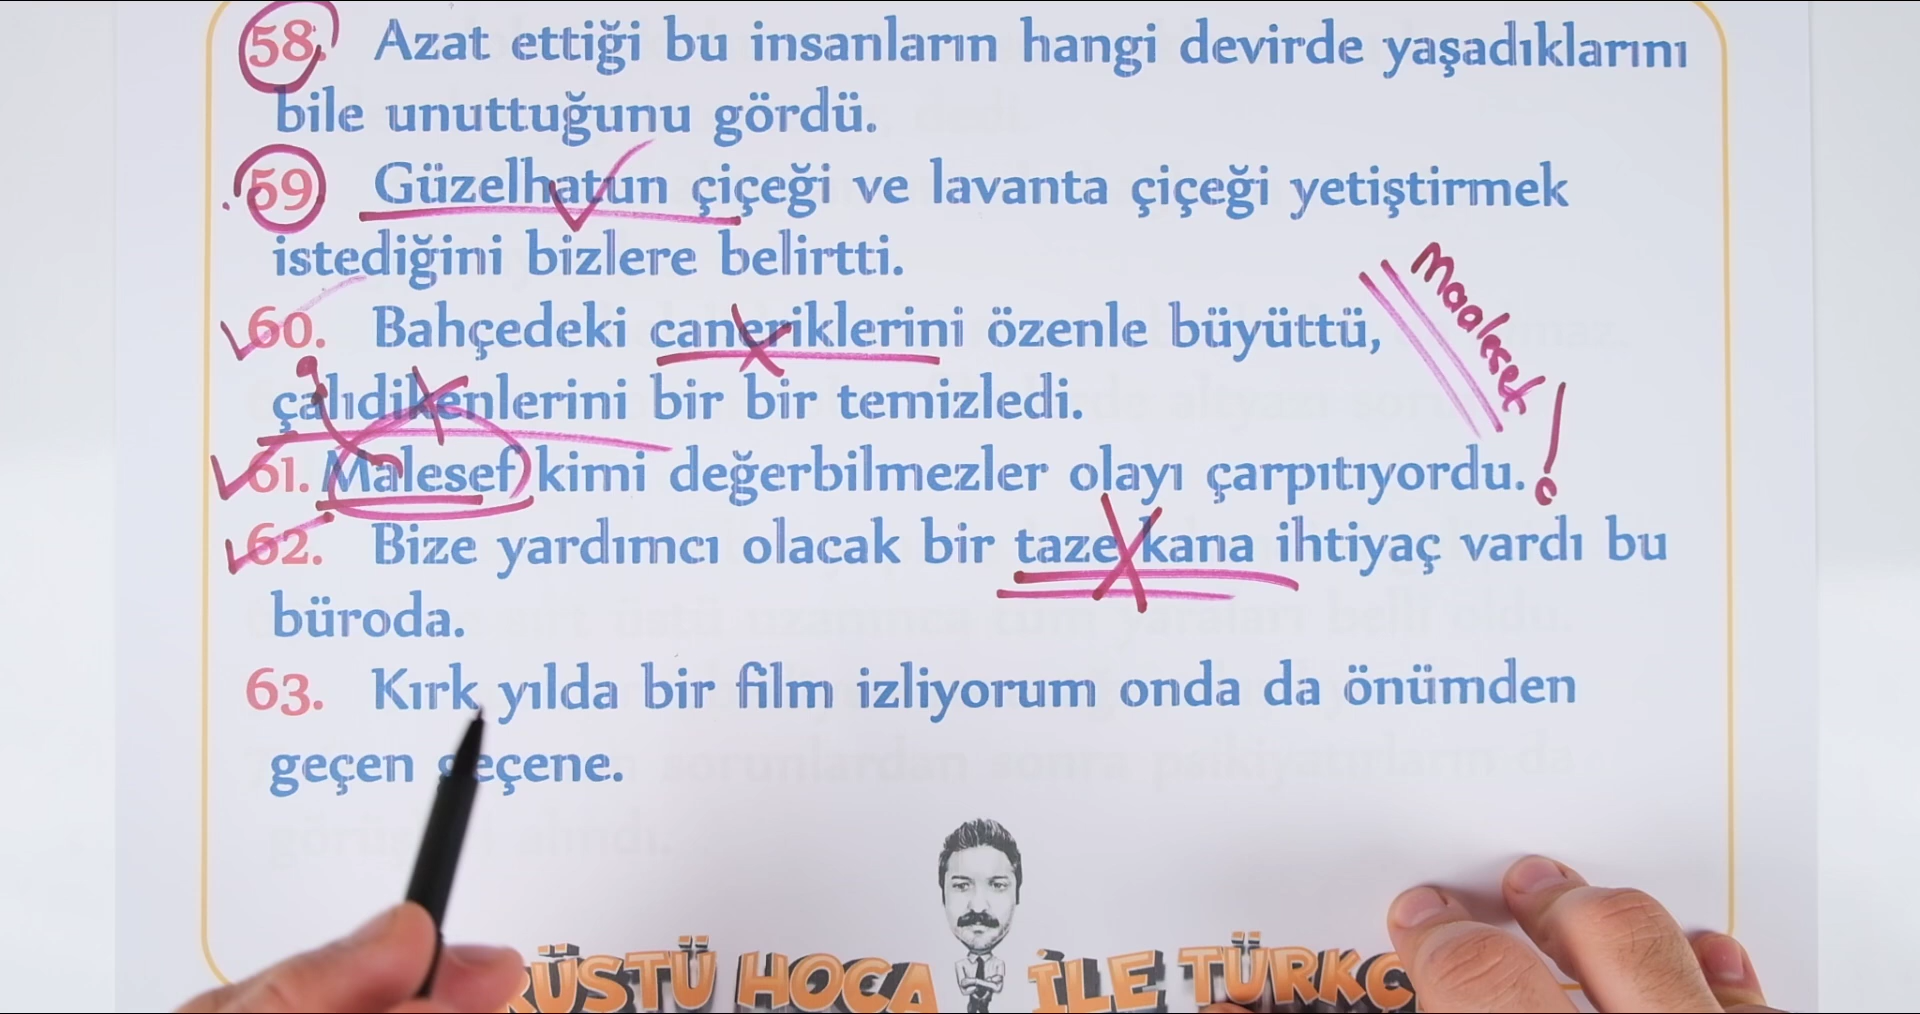 58. Azat ettiği bu insanların hangi devirde yaşadıklarını
bile unuttuğunu gördü.
59. Güzelhatun çiçeği ve lavanta çiçeği yetiştirmek
istediğini bizlere belirtti.
60. Bahçedeki caneriklerini özenle büyüttü,
çalıdikenlerini bir bir temizledi.
Maalesef !
61. Malesef kimi değerbilmezler olayı çarpıtıyordu.
62. Bize yardımcı olacak bir taze kana ihtiyaç vardı bu
büroda.
63. Kırk yılda bir film izliyorum onda da önümden
geçen geçene.
RÜSTÜ HOCA İLE TÜRKÇ